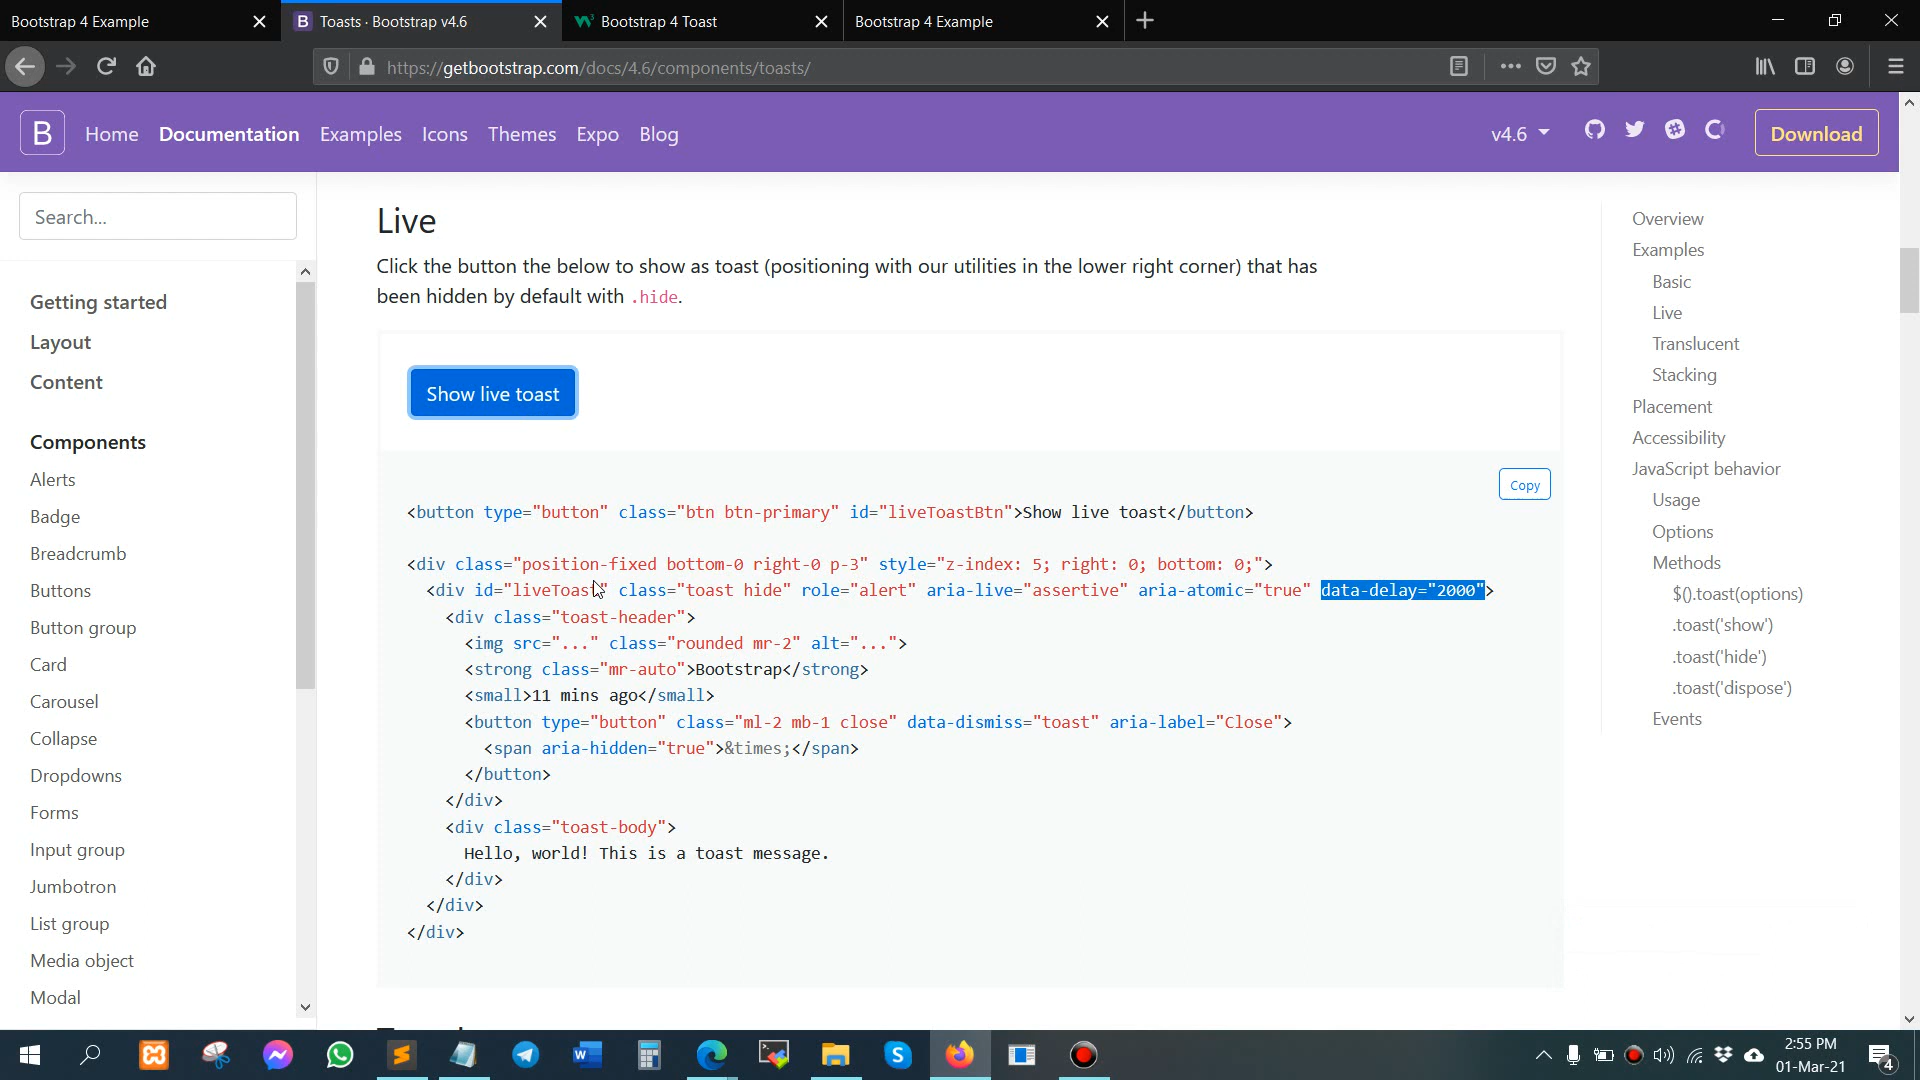 Bootstrap 4 Example
B Toasts · Bootstrap v4.6
Bootstrap 4 Toast
Bootstrap 4 Example
https://getbootstrap.com/docs/4.6/components/toasts/
B Home Documentation Examples Icons Themes Expo Blog
v4.6
Download
Search...
Getting started
Layout
Content
Components
Alerts
Badge
Breadcrumb
Buttons
Button group
Card
Carousel
Collapse
Dropdowns
Forms
Input group
Jumbotron
List group
Media object
Modal
Live
Click the button the below to show as toast (positioning with our utilities in the lower right corner) that has
been hidden by default with .hide.
Show live toast
Copy
<button type="button" class="btn btn-primary" id="liveToastBtn">Show live toast</button>
<div class="position-fixed bottom-0 right-0 p-3" style="z-index: 5; right: 0; bottom: 0;">
<div id="liveToast" class="toast hide" role="alert" aria-live="assertive" aria-atomic="true" data-delay="2000">
<div class="toast-header">
<img src="..." class="rounded mr-2" alt="...">
<strong class="mr-auto">Bootstrap</strong>
<small>11 mins ago</small>
<button type="button" class="ml-2 mb-1 close" data-dismiss="toast" aria-label="Close">
<span aria-hidden="true">&times;</span>
</button>
</div>
<div class="toast-body">
Hello, world! This is a toast message.
</div>
</div>
</div>
Overview
Examples
Basic
Live
Translucent
Stacking
Placement
Accessibility
JavaScript behavior
Usage
Options
Methods
$().toast(options)
.toast('show')
.toast('hide')
.toast('dispose')
Events
2:55 PM
01-Mar-21
4